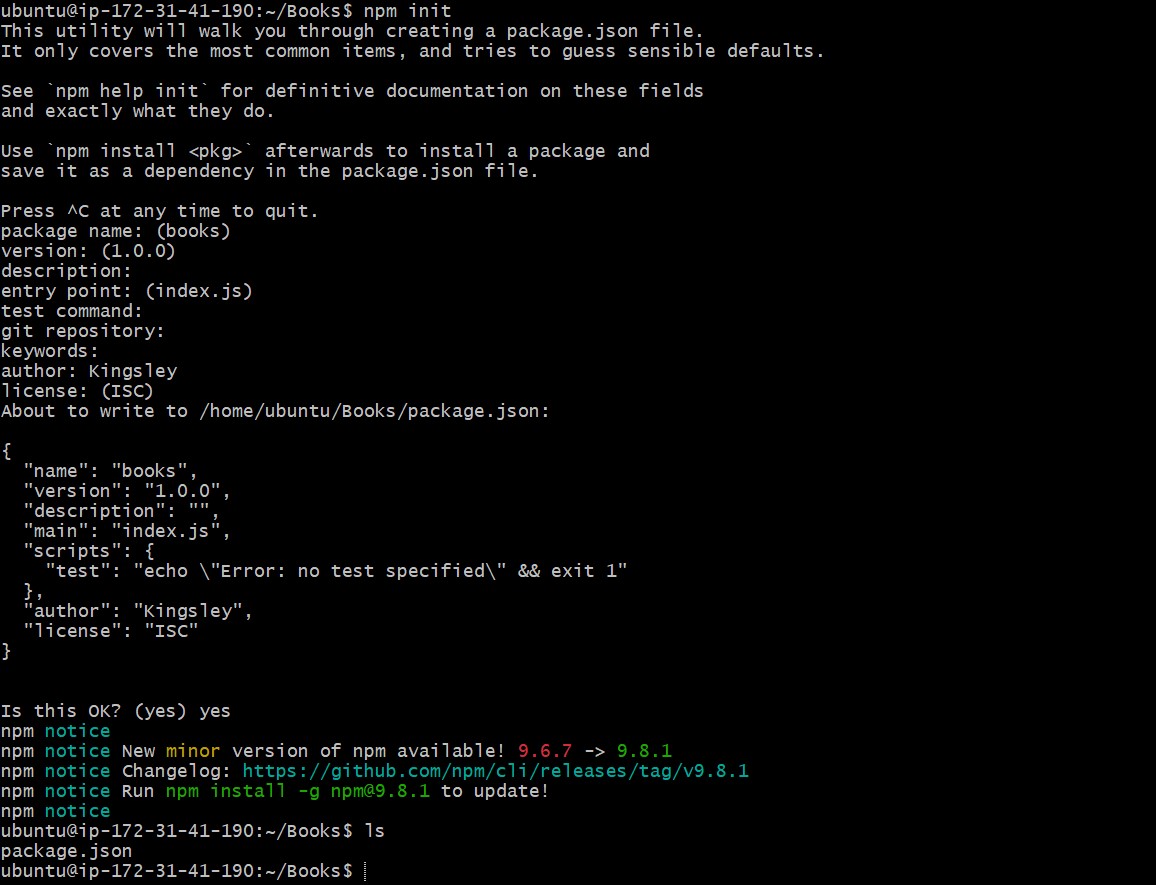 ubuntu@ip-172-31-41-190:~/Books$ npm init
This utility will walk you through creating a package.json file.
It only covers the most common items, and tries to guess sensible defaults.
See `npm help init` for definitive documentation on these fields
and exactly what they do.
Use `npm install <pkg>` afterwards to install a package and
save it as a dependency in the package.json file.
Press ^C at any time to quit.
package name: (books)
version: (1.0.0)
description:
entry point: (index.js)
test command:
git repository:
keywords:
author: Kingsley
license: (ISC)
About to write to /home/ubuntu/Books/package.json:
{
  "name": "books",
  "version": "1.0.0",
  "description": "",
  "main": "index.js",
  "scripts": {
    "test": "echo \"Error: no test specified\" && exit 1"
  },
  "author": "Kingsley",
  "license": "ISC"
}
Is this OK? (yes) yes
npm notice
npm notice New minor version of npm available! 9.6.7 -> 9.8.1
npm notice Changelog: https://github.com/npm/cli/releases/tag/v9.8.1
npm notice Run npm install -g npm@9.8.1 to update!
npm notice
ubuntu@ip-172-31-41-190:~/Books$ ls
package.json
ubuntu@ip-172-31-41-190:~/Books$